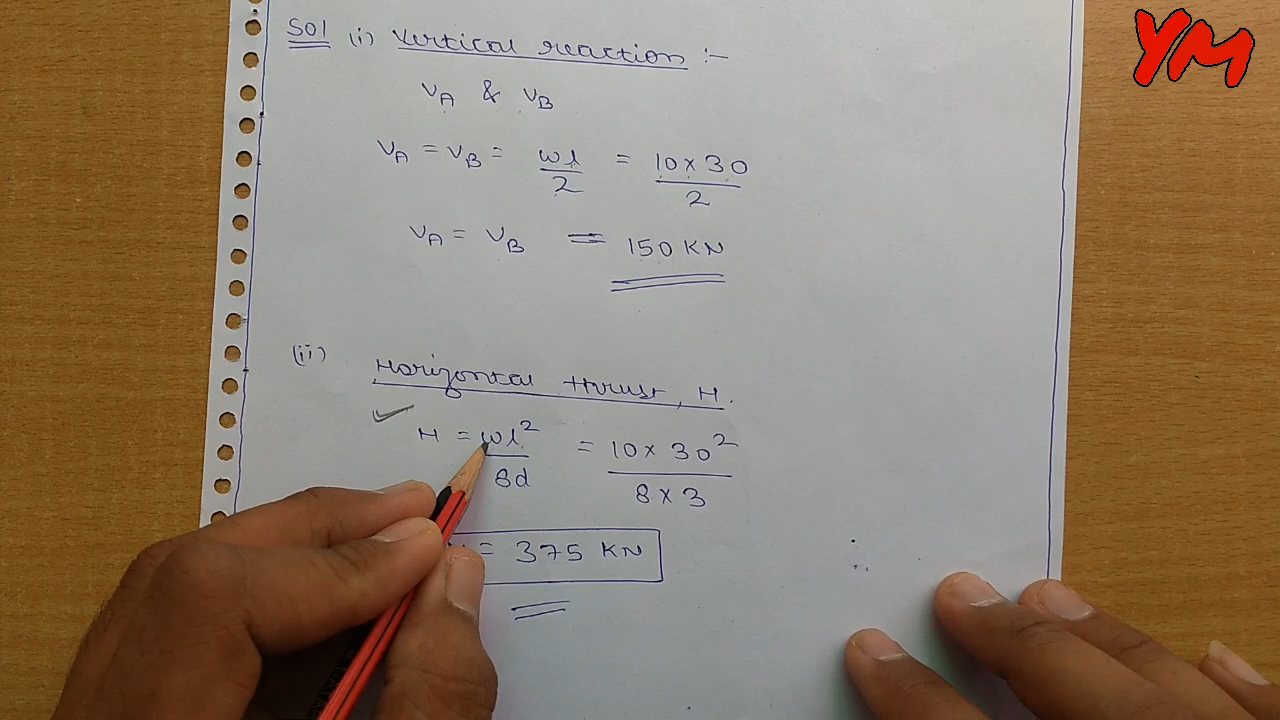 YM
Sol (i) Vertical reaction :-
VA & VB
VA = VB = wl/2 = 10 x 30/2
VA = VB = 150 KN
(ii) Horizontal thrust, H.
H = wl²/8d = 10 x 30²/8 x 3
= 375 KN